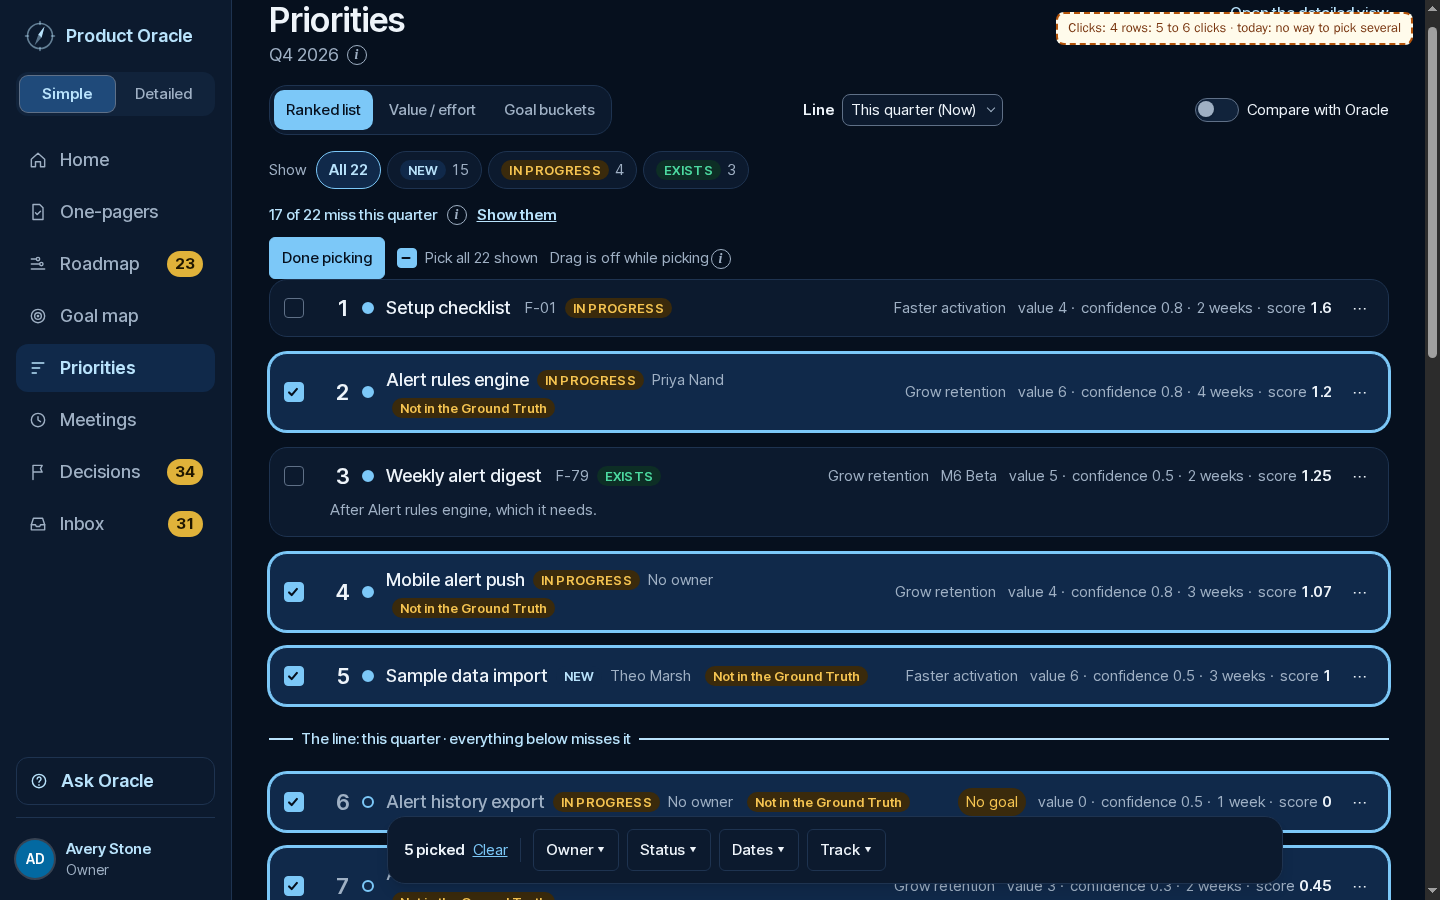 Product Oracle
Simple
Detailed
Home
One-pagers
Roadmap 23
Goal map
Priorities
Meetings
Decisions 34
Inbox 31
Ask Oracle
AD
Avery Stone
Owner
Priorities
Q4 2026 i
Clicks: 4 rows: 5 to 6 clicks · today: no way to pick several
Ranked list
Value / effort
Goal buckets
Line This quarter (Now)
Compare with Oracle
Show All 22 NEW 15 IN PROGRESS 4 EXISTS 3
17 of 22 miss this quarter i Show them
Done picking Pick all 22 shown Drag is off while picking i
1 Setup checklist F-01 IN PROGRESS Faster activation value 4 · confidence 0.8 · 2 weeks · score 1.6 ...
2 Alert rules engine IN PROGRESS Priya Nand Grow retention value 6 · confidence 0.8 · 4 weeks · score 1.2 ...
Not in the Ground Truth
3 Weekly alert digest F-79 EXISTS Grow retention M6 Beta value 5 · confidence 0.5 · 2 weeks · score 1.25 ...
After Alert rules engine, which it needs.
4 Mobile alert push IN PROGRESS No owner Grow retention value 4 · confidence 0.8 · 3 weeks · score 1.07 ...
Not in the Ground Truth
5 Sample data import NEW Theo Marsh Not in the Ground Truth Faster activation value 6 · confidence 0.5 · 3 weeks · score 1 ...
The line: this quarter · everything below misses it
6 Alert history export IN PROGRESS No owner Not in the Ground Truth No goal value 0 · confidence 0.5 · 1 week · score 0 ...
5 picked Clear Owner ▾ Status ▾ Dates ▾ Track ▾
7 Grow retention value 3 · confidence 0.3 · 2 weeks · score 0.45 ...